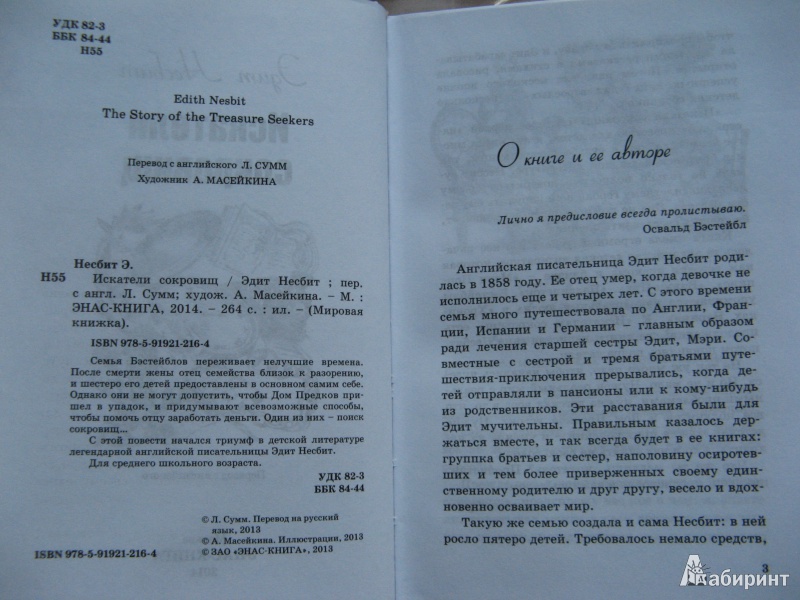 УДК 82-3
ББК 84-44
Н55
Edith Nesbit
The Story of the Treasure Seekers
Перевод с английского Л. СУММ
Художник А. МАСЕЙКИНА
Несбит Э.
Н55 Искатели сокровищ / Эдит Несбит ; пер.
с англ. Л. Сумм; худож. А. Масейкина. – М. :
ЭНАС-КНИГА, 2014. – 264 с. : ил. – (Мировая
книжка).
ISBN 978-5-91921-216-4
Семья Бэстейблов переживает нелучшие времена.
После смерти жены отец семейства близок к разорению,
и шестеро его детей предоставлены в основном самим себе.
Однако они не могут допустить, чтобы Дом Предков при-
шел в упадок, и придумывают всевозможные способы,
чтобы помочь отцу заработать деньги. Один из них – поиск
сокровищ...
С этой повести начался триумф в детской литературе
легендарной английской писательницы Эдит Несбит.
Для среднего школьного возраста.
УДК 82-3
ББК 84-44
© Л. Сумм. Перевод на русский
язык, 2013
© А. Масейкина. Иллюстрации, 2013
ISBN 978-5-91921-216-4 © ЗАО «ЭНАС-КНИГА», 2013
О книге и ее авторе
Лично я предисловие всегда пролистываю.
Освальд Бэстейбл
Английская писательница Эдит Несбит роди-
лась в 1858 году. Ее отец умер, когда девочке не
исполнилось еще и четырех лет. С этого времени
семья много путешествовала по Англии, Фран-
ции, Испании и Германии – главным образом
ради лечения старшей сестры Эдит, Мэри. Со-
вместные с сестрой и тремя братьями путе-
шествия-приключения прерывались, когда де-
тей отправляли в пансионы или к кому-нибудь
из родственников. Эти расставания были для
Эдит мучительны. Правильным казалось дер-
жаться вместе, и так всегда будет в ее книгах:
группка братьев и сестер, наполовину осиротев-
ших и тем более приверженных своему един-
ственному родителю и друг другу, весело и вдох-
новенно осваивает мир.
Такую же семью создала и сама Несбит: в ней
росло пятеро детей. Требовалось немало средств,
3
Лабиринт